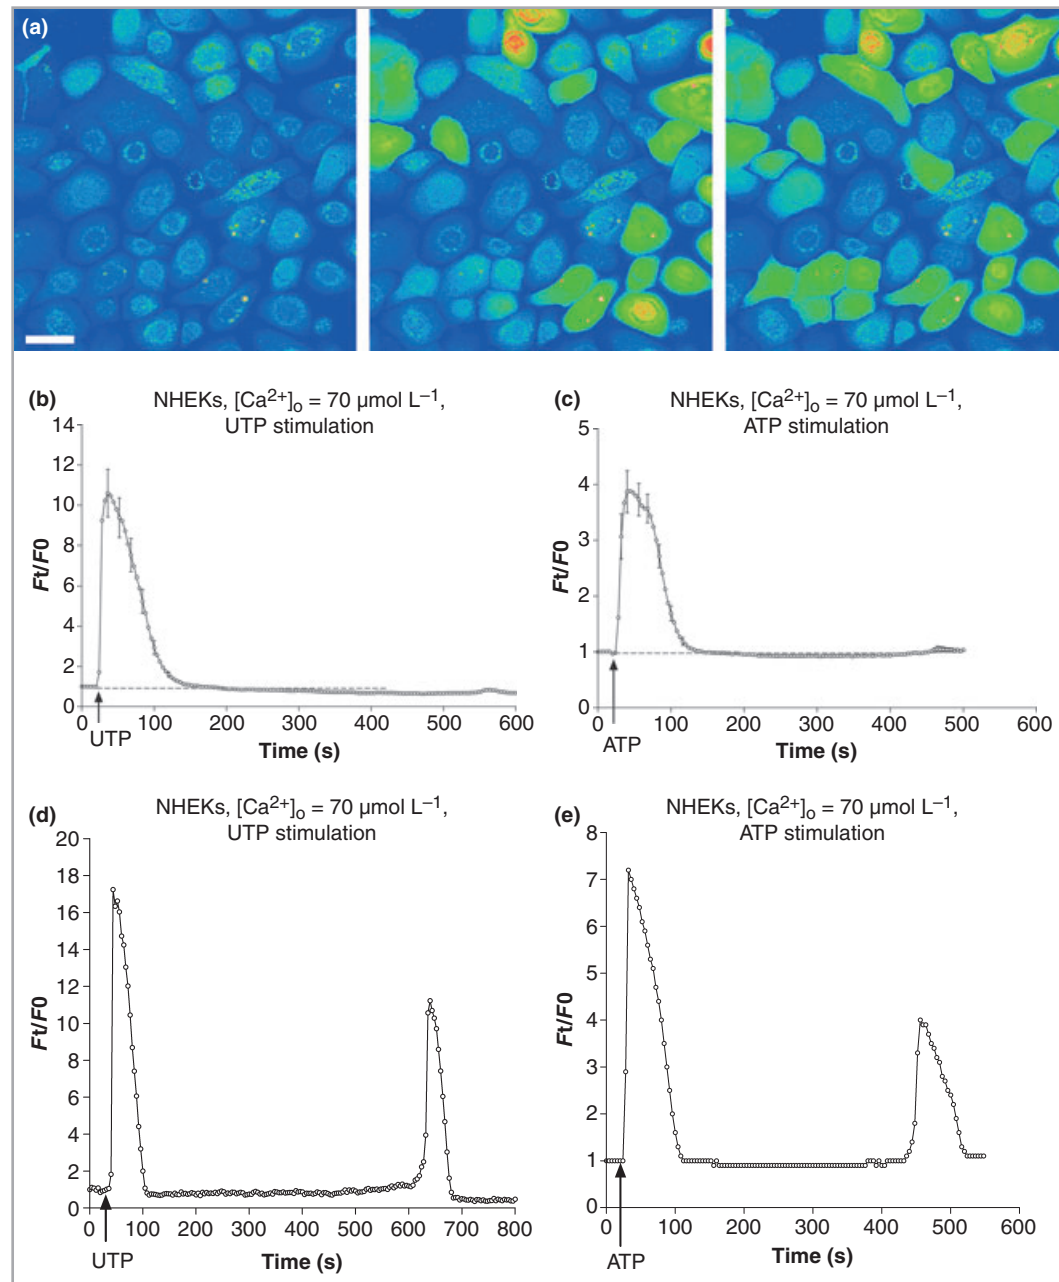 (a)
(b)
NHEKs, [Ca²⁺]ₒ = 70 µmol L⁻¹,
UTP stimulation
14
12
10
8
6
4
2
0
Ft/F0
0 100 200 300 400 500 600
UTP
Time (s)
(c)
NHEKs, [Ca²⁺]ₒ = 70 µmol L⁻¹,
ATP stimulation
5
4
3
2
1
0
Ft/F0
0 100 200 300 400 500 600
ATP
Time (s)
(d)
NHEKs, [Ca²⁺]ₒ = 70 µmol L⁻¹,
UTP stimulation
20
18
16
14
12
10
8
6
4
2
0
Ft/F0
0 100 200 300 400 500 600 700 800
UTP
Time (s)
(e)
NHEKs, [Ca²⁺]ₒ = 70 µmol L⁻¹,
ATP stimulation
8
7
6
5
4
3
2
1
0
Ft/F0
0 100 200 300 400 500 600
ATP
Time (s)